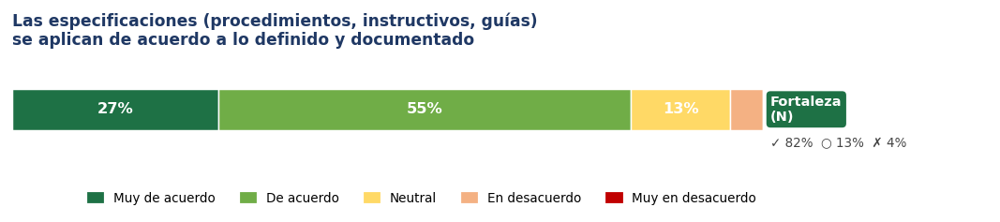 Las especificaciones (procedimientos, instructivos, guías)
se aplican de acuerdo a lo definido y documentado
27% 55% 13%
Fortaleza
(N)
✓ 82% ○ 13% ✗ 4%
Muy de acuerdo De acuerdo Neutral En desacuerdo Muy en desacuerdo